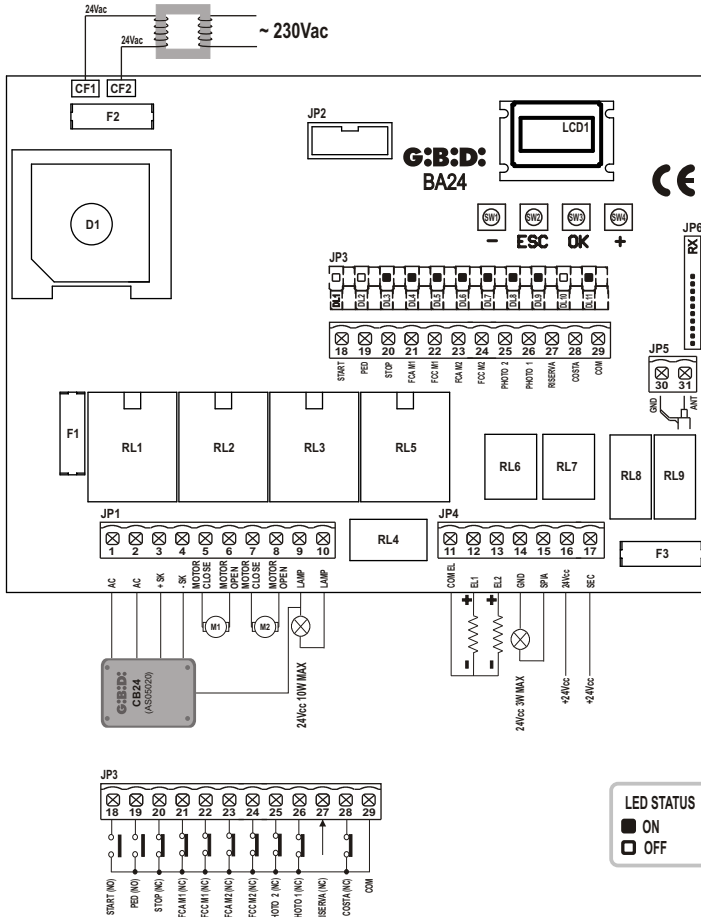 24Vac
24Vac
~ 230Vac
CF1 CF2
F2
JP2
LCD1
G:B:D:
BA24
CE
D1
SW1 SW2 SW3 SW4
- ESC OK +
JP6
RX
JP3
DL1 DL2 DL3 DL4 DL5 DL6 DL7 DL8 DL9 DL10 DL11
18 19 20 21 22 23 24 25 26 27 28 29
START PED STOP FCA M1 FCC M1 FCA M2 FCC M2 PHOTO 2 PHOTO 1 RISERVA COSTA COM
JP5
30 31
GND ANT
F1
RL1 RL2 RL3 RL5
RL6 RL7
RL8 RL9
JP1
1 2 3 4 5 6 7 8 9 10
AC AC + SK - SK MOTOR CLOSE MOTOR OPEN MOTOR CLOSE MOTOR OPEN LAMP LAMP
RL4
JP4
11 12 13 14 15 16 17
COM EL EL1 EL2 GND SPIA 24Vcc SEC
F3
M1 M2
+ +
- -
G:B:D:
CB24
(AS05020)
24Vcc 10W MAX
24Vcc 3W MAX
+24Vcc
+24Vcc
JP3
18 19 20 21 22 23 24 25 26 27 28 29
START (NO) PED (NO) STOP (NC) FCA M1 (NC) FCC M1 (NC) FCA M2 (NC) FCC M2 (NC) HOTO 2 (NC) HOTO 1 (NC) SERVA (NC) COSTA (NC) COM
LED STATUS
ON
OFF